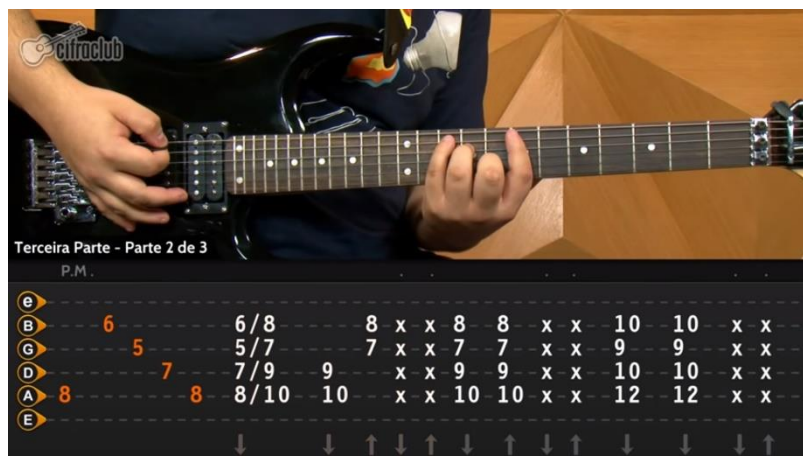 cifraclub
Terceira Parte - Parte 2 de 3
P.M .
e
B 6 6/8 8 x x 8 8 x x 10 10 x x
G 5 5/7 7 x x 7 7 x x 9 9 x x
D 7 7/9 9 x x 9 9 x x 10 10 x x
A 8 8 8/10 10 x x 10 10 x x 12 12 x x
E